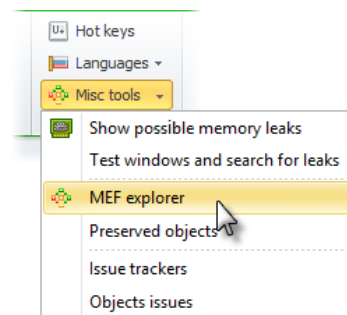 Hot keys
Languages
Misc tools
Show possible memory leaks
Test windows and search for leaks
MEF explorer
Preserved objects
Issue trackers
Objects issues